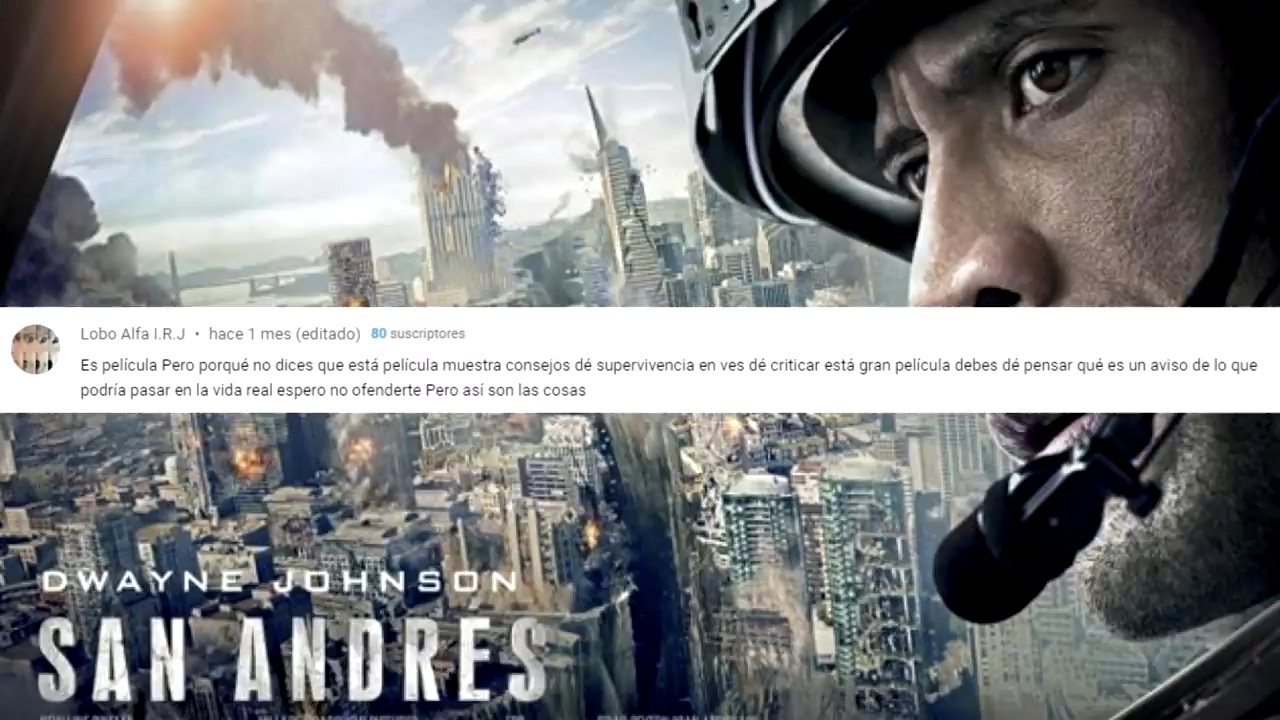 Lobo Alfa I.R.J • hace 1 mes (editado) 80 suscriptores
Es película Pero porqué no dices que está película muestra consejos dé supervivencia en ves dé criticar está gran película debes dé pensar qué es un aviso de lo que
podría pasar en la vida real espero no ofenderte Pero así son las cosas
DWAYNE JOHNSON
SAN ANDRES